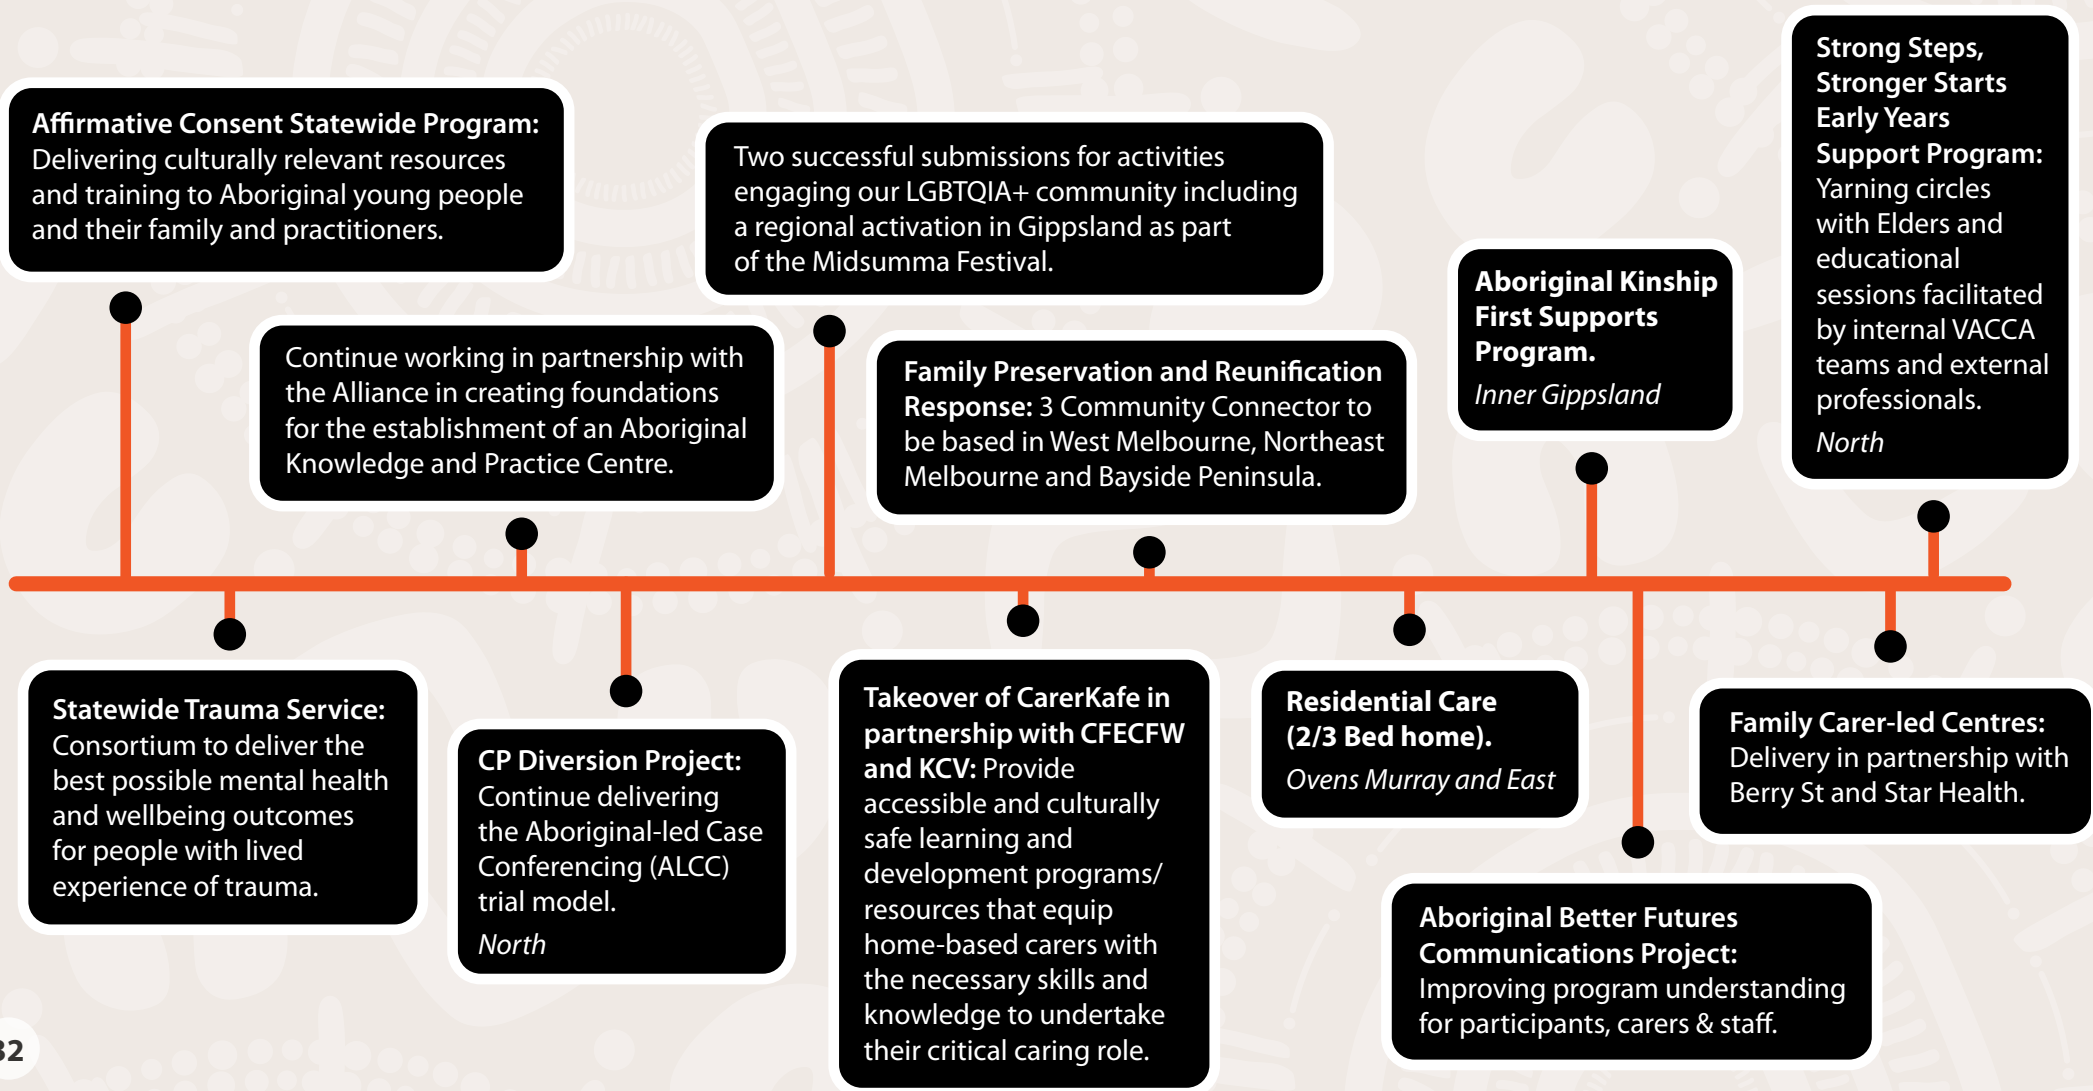 Affirmative Consent Statewide Program:
Delivering culturally relevant resources
and training to Aboriginal young people
and their family and practitioners.
Statewide Trauma Service:
Consortium to deliver the
best possible mental health
and wellbeing outcomes
for people with lived
experience of trauma.
Continue working in partnership with
the Alliance in creating foundations
for the establishment of an Aboriginal
Knowledge and Practice Centre.
CP Diversion Project:
Continue delivering
the Aboriginal-led Case
Conferencing (ALCC)
trial model.
North
Two successful submissions for activities
engaging our LGBTQIA+ community including
a regional activation in Gippsland as part
of the Midsumma Festival.
Takeover of CarerKafe in
partnership with CFECFW
and KCV: Provide
accessible and culturally
safe learning and
development programs/
resources that equip
home-based carers with
the necessary skills and
knowledge to undertake
their critical caring role.
Family Preservation and Reunification
Response: 3 Community Connector to
be based in West Melbourne, Northeast
Melbourne and Bayside Peninsula.
Residential Care
(2/3 Bed home).
Ovens Murray and East
Aboriginal Kinship
First Supports
Program.
Inner Gippsland
Aboriginal Better Futures
Communications Project:
Improving program understanding
for participants, carers & staff.
Family Carer-led Centres:
Delivery in partnership with
Berry St and Star Health.
Strong Steps,
Stronger Starts
Early Years
Support Program:
Yarning circles
with Elders and
educational
sessions facilitated
by internal VACCA
teams and external
professionals.
North
32